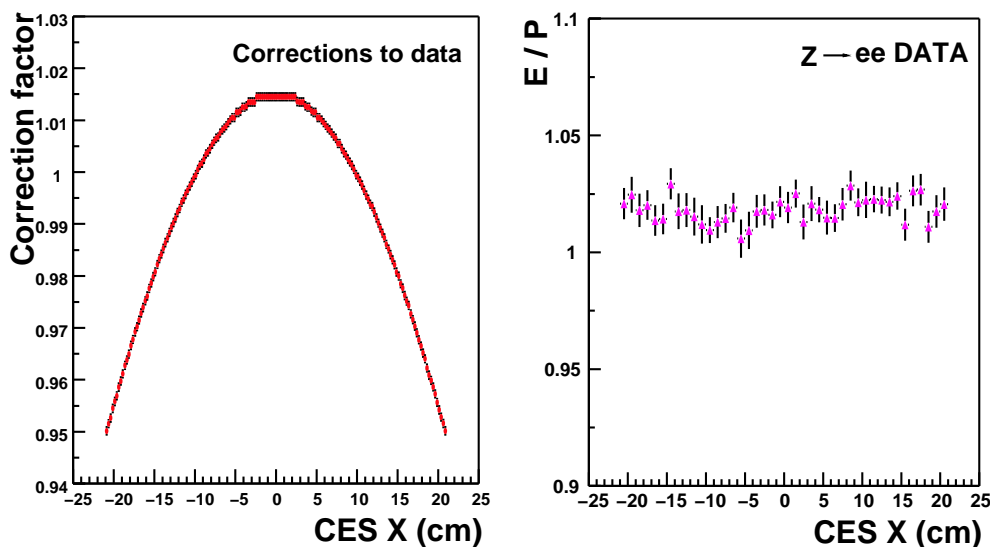 Correction factor
1.03
1.02
1.01
1
0.99
0.98
0.97
0.96
0.95
0.94
Corrections to data
−25 −20 −15 −10 −5 0 5 10 15 20 25
CES X (cm)
E / P
1.1
1.05
1
0.95
0.9
Z → ee DATA
−25 −20 −15 −10 −5 0 5 10 15 20 25
CES X (cm)